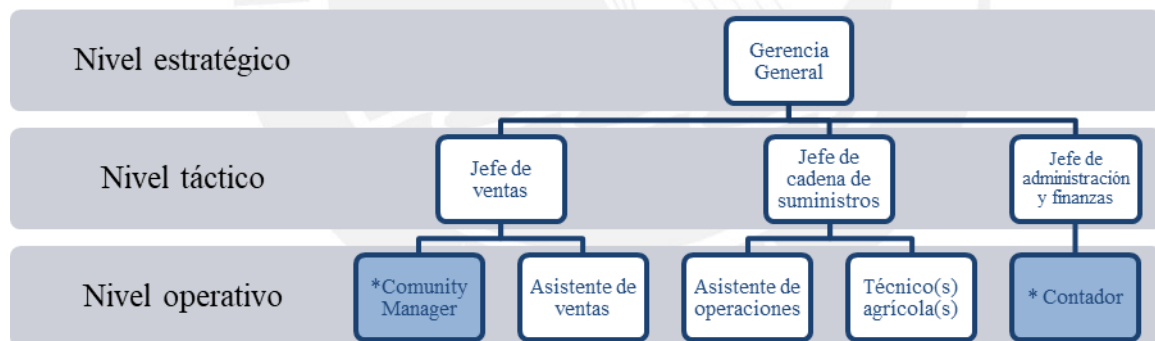 Nivel estratégico
Gerencia
General
Nivel táctico
Jefe de
ventas
Jefe de
cadena de
suministros
Jefe de
administración
y finanzas
Nivel operativo
*Comunity
Manager
Asistente de
ventas
Asistente de
operaciones
Técnico(s)
agrícola(s)
* Contador